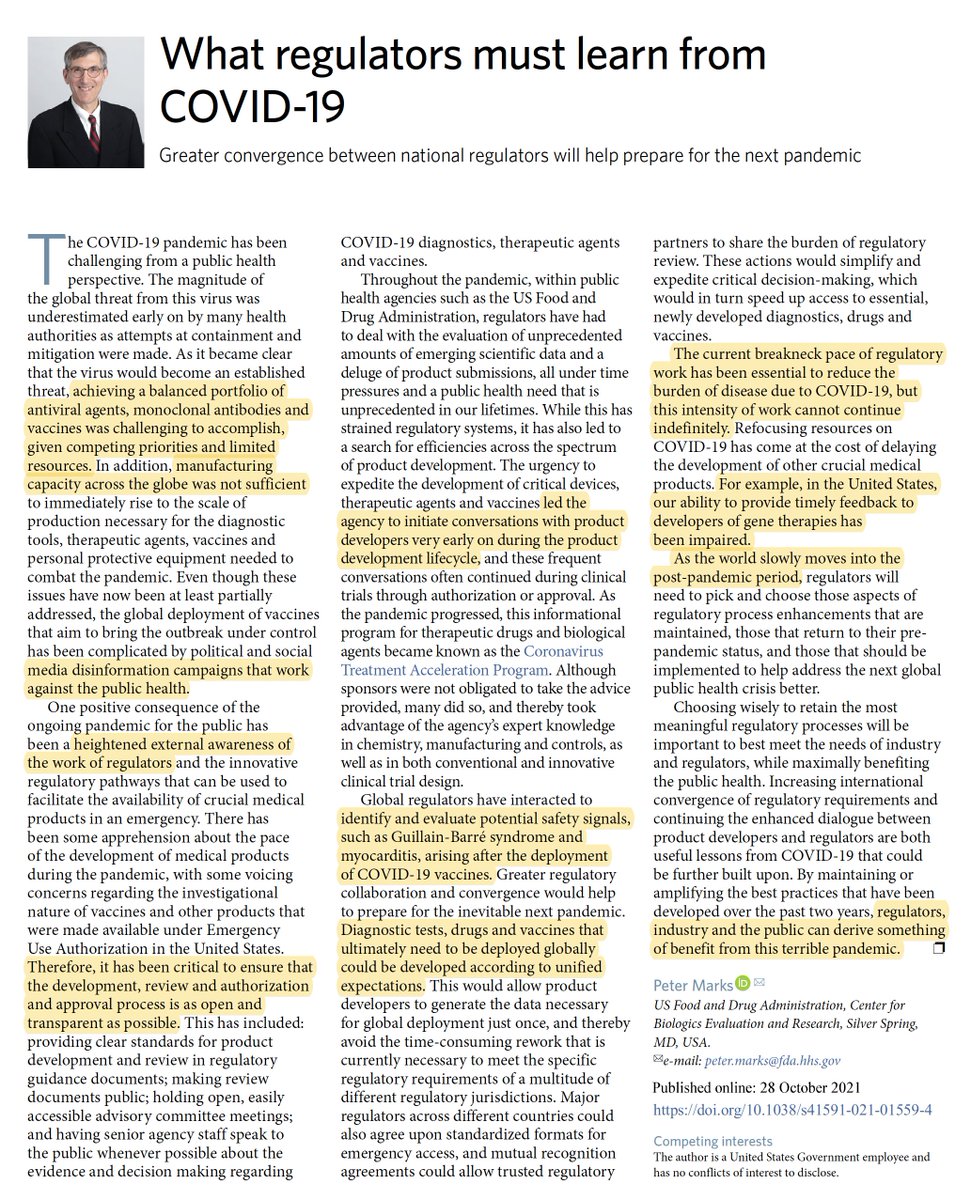 What regulators must learn from
COVID-19
Greater convergence between national regulators will help prepare for the next pandemic
The COVID-19 pandemic has been
challenging from a public health
perspective. The magnitude of
the global threat from this virus was
underestimated early on by many health
authorities as attempts at containment and
mitigation were made. As it became clear
that the virus would become an established
threat, achieving a balanced portfolio of
antiviral agents, monoclonal antibodies and
vaccines was challenging to accomplish,
given competing priorities and limited
resources. In addition, manufacturing
capacity across the globe was not sufficient
to immediately rise to the scale of
production necessary for the diagnostic
tools, therapeutic agents, vaccines and
personal protective equipment needed to
combat the pandemic. Even though these
issues have now been at least partially
addressed, the global deployment of vaccines
that aim to bring the outbreak under control
has been complicated by political and social
media disinformation campaigns that work
against the public health.
One positive consequence of the
ongoing pandemic for the public has
been a heightened external awareness of
the work of regulators and the innovative
regulatory pathways that can be used to
facilitate the availability of crucial medical
products in an emergency. There has
been some apprehension about the pace
of the development of medical products
during the pandemic, with some voicing
concerns regarding the investigational
nature of vaccines and other products that
were made available under Emergency
Use Authorization in the United States.
Therefore, it has been critical to ensure that
the development, review and authorization
and approval process is as open and
transparent as possible. This has included:
providing clear standards for product
development and review in regulatory
guidance documents; making review
documents public; holding open, easily
accessible advisory committee meetings;
and having senior agency staff speak to
the public whenever possible about the
evidence and decision making regarding
COVID-19 diagnostics, therapeutic agents
and vaccines.
Throughout the pandemic, within public
health agencies such as the US Food and
Drug Administration, regulators have had
to deal with the evaluation of unprecedented
amounts of emerging scientific data and a
deluge of product submissions, all under time
pressures and a public health need that is
unprecedented in our lifetimes. While this has
strained regulatory systems, it has also led to
a search for efficiencies across the spectrum
of product development. The urgency to
expedite the development of critical devices,
therapeutic agents and vaccines led the
agency to initiate conversations with product
developers very early on during the product
development lifecycle, and these frequent
conversations often continued during clinical
trials through authorization or approval. As
the pandemic progressed, this informational
program for therapeutic drugs and biological
agents became known as the Coronavirus
Treatment Acceleration Program. Although
sponsors were not obligated to take the advice
provided, many did so, and thereby took
advantage of the agency's expert knowledge
in chemistry, manufacturing and controls, as
well as in both conventional and innovative
clinical trial design.
Global regulators have interacted to
identify and evaluate potential safety signals,
such as Guillain-Barré syndrome and
myocarditis, arising after the deployment
of COVID-19 vaccines. Greater regulatory
collaboration and convergence would help
to prepare for the inevitable next pandemic.
Diagnostic tests, drugs and vaccines that
ultimately need to be deployed globally
could be developed according to unified
expectations. This would allow product
developers to generate the data necessary
for global deployment just once, and thereby
avoid the time-consuming rework that is
currently necessary to meet the specific
regulatory requirements of a multitude of
different regulatory jurisdictions. Major
regulators across different countries could
also agree upon standardized formats for
emergency access, and mutual recognition
agreements could allow trusted regulatory
partners to share the burden of regulatory
review. These actions would simplify and
expedite critical decision-making, which
would in turn speed up access to essential,
newly developed diagnostics, drugs and
vaccines.
The current breakneck pace of regulatory
work has been essential to reduce the
burden of disease due to COVID-19, but
this intensity of work cannot continue
indefinitely. Refocusing resources on
COVID-19 has come at the cost of delaying
the development of other crucial medical
products. For example, in the United States,
our ability to provide timely feedback to
developers of gene therapies has
been impaired.
As the world slowly moves into the
post-pandemic period, regulators will
need to pick and choose those aspects of
regulatory process enhancements that are
maintained, those that return to their pre-
pandemic status, and those that should be
implemented to help address the next global
public health crisis better.
Choosing wisely to retain the most
meaningful regulatory processes will be
important to best meet the needs of industry
and regulators, while maximally benefiting
the public health. Increasing international
convergence of regulatory requirements and
continuing the enhanced dialogue between
product developers and regulators are both
useful lessons from COVID-19 that could
be further built upon. By maintaining or
amplifying the best practices that have been
developed over the past two years, regulators,
industry and the public can derive something
of benefit from this terrible pandemic.
Peter Marks iD
US Food and Drug Administration, Center for
Biologics Evaluation and Research, Silver Spring,
MD, USA.
e-mail: peter.marks@fda.hhs.gov
Published online: 28 October 2021
https://doi.org/10.1038/s41591-021-01559-4
Competing interests
The author is a United States Government employee and
has no conflicts of interest to disclose.